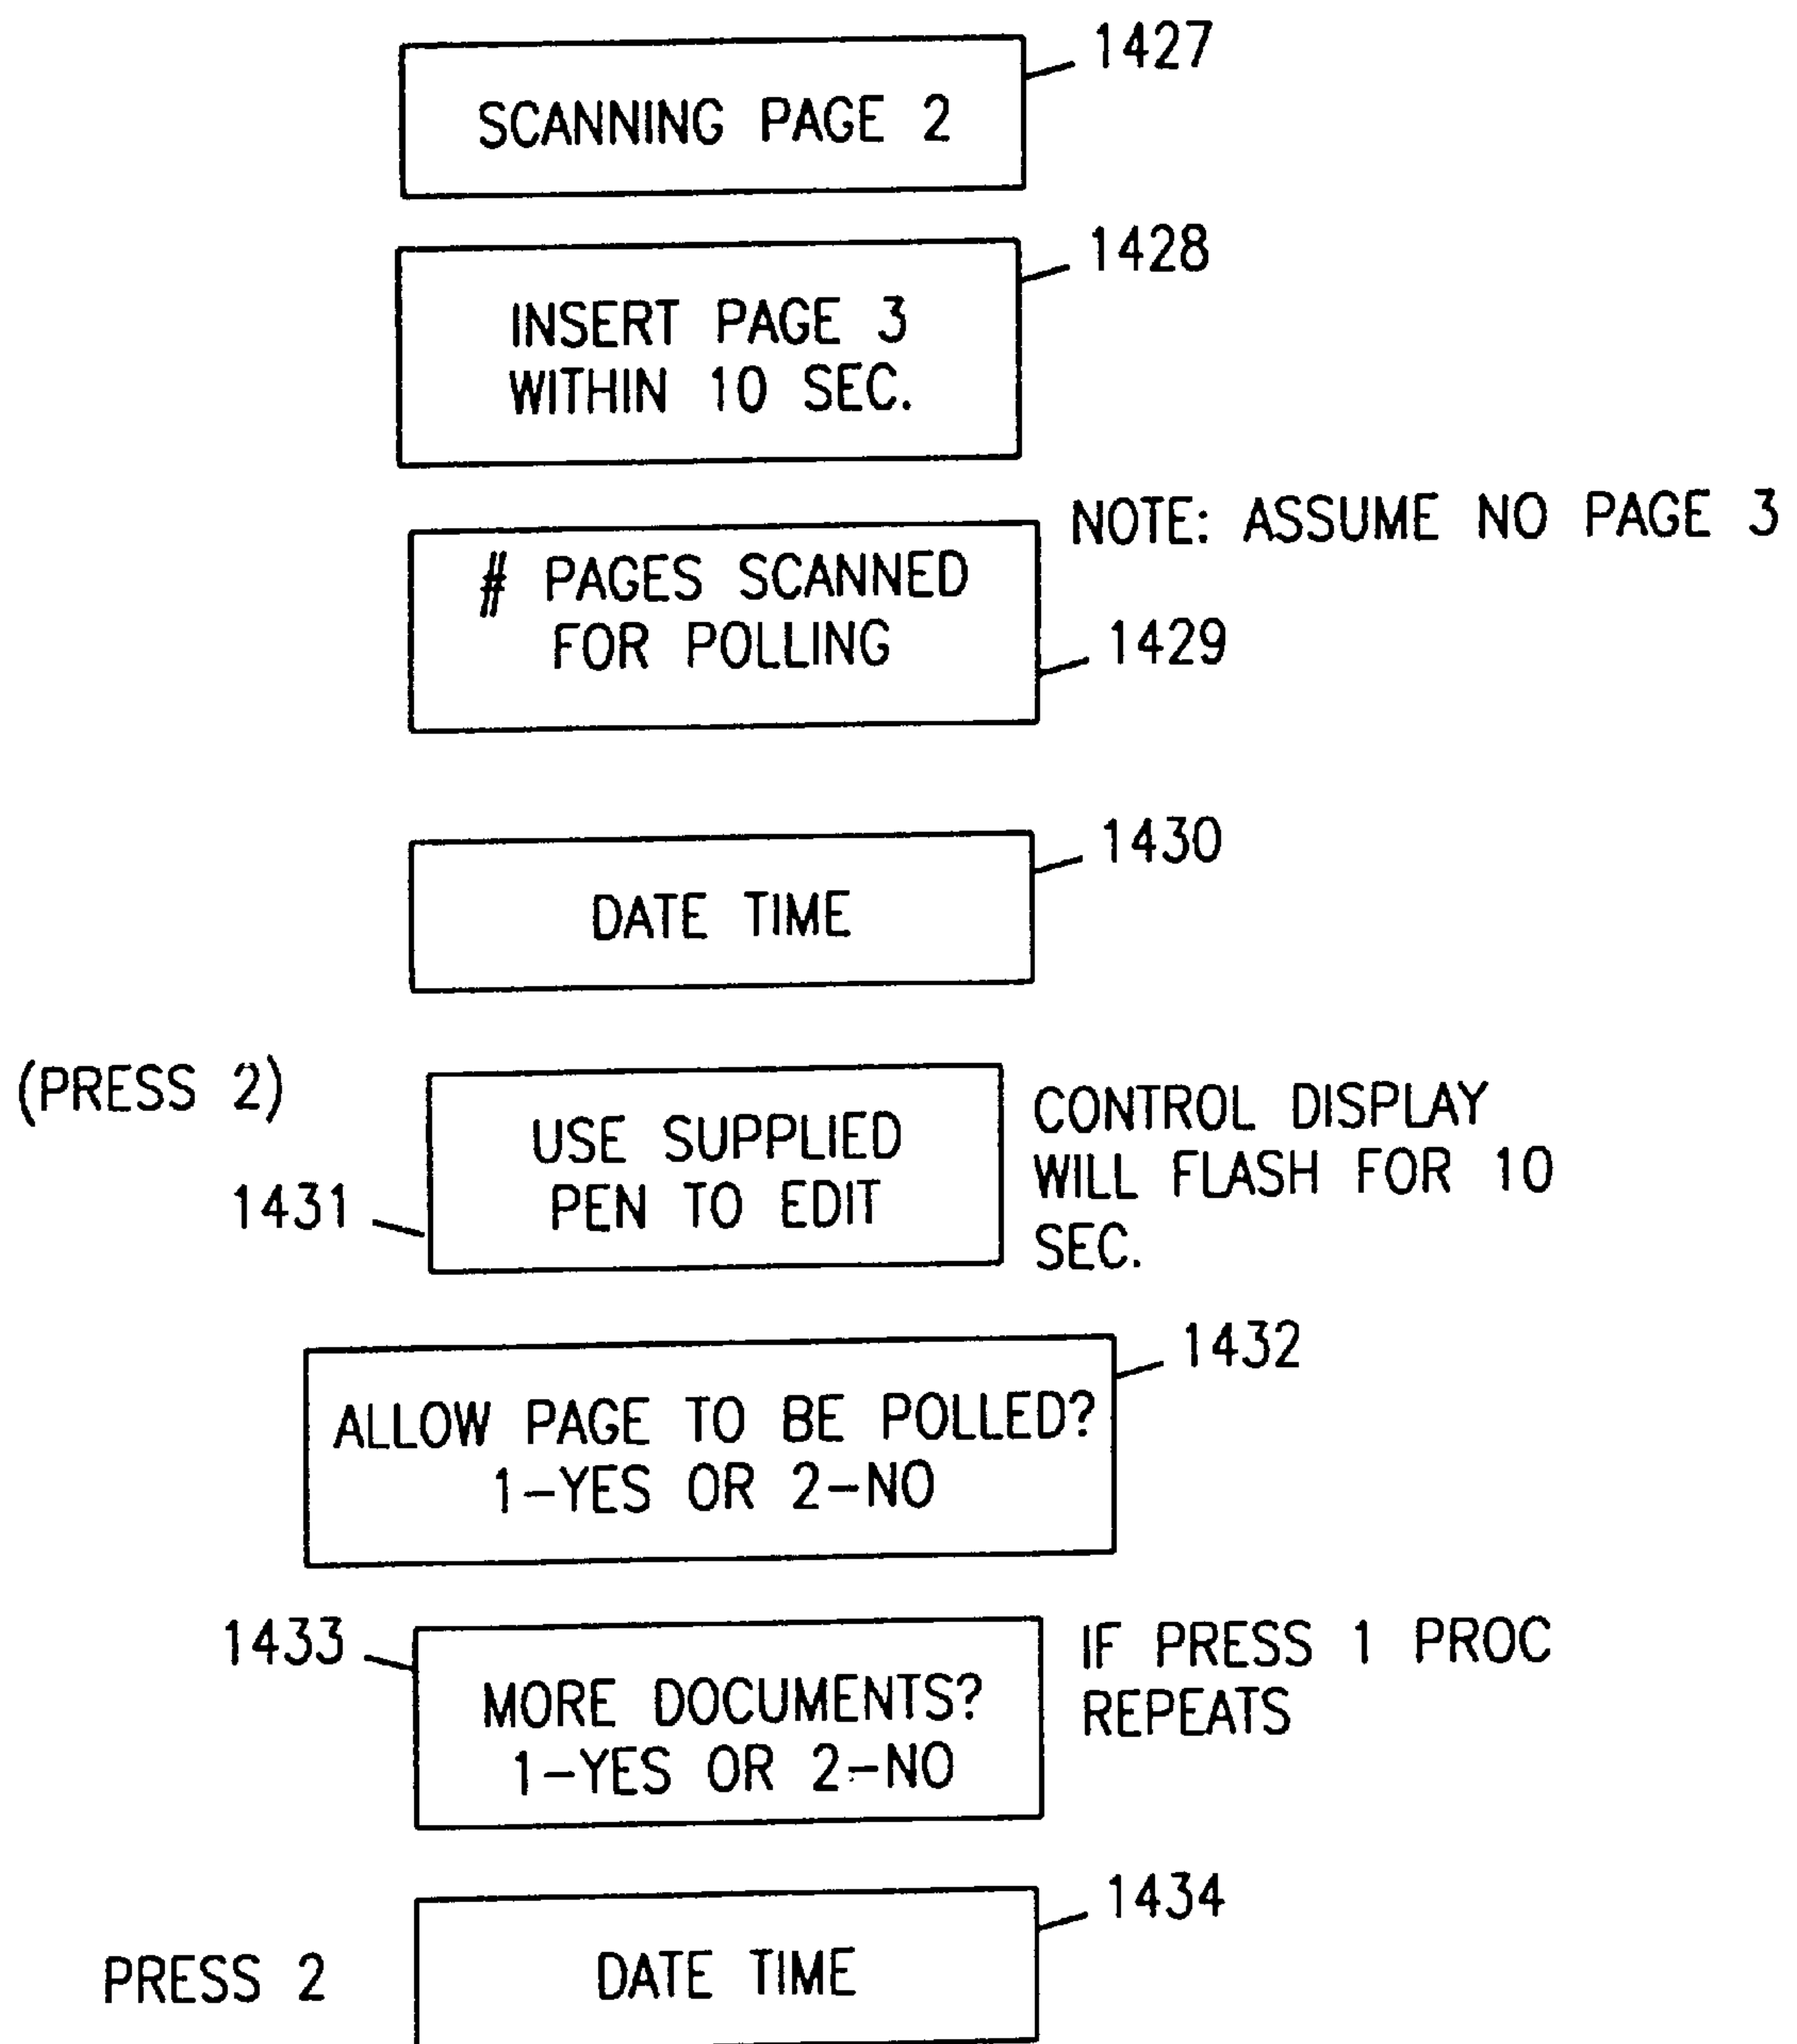 1427
SCANNING PAGE 2
1428
INSERT PAGE 3
WITHIN 10 SEC.
NOTE: ASSUME NO PAGE 3
# PAGES SCANNED
FOR POLLING
1429
1430
DATE TIME
(PRESS 2)
1431
USE SUPPLIED
PEN TO EDIT
CONTROL DISPLAY
WILL FLASH FOR 10
SEC.
1432
ALLOW PAGE TO BE POLLED?
1-YES OR 2-NO
1433
MORE DOCUMENTS?
1-YES OR 2-NO
IF PRESS 1 PROC
REPEATS
1434
PRESS 2
DATE TIME